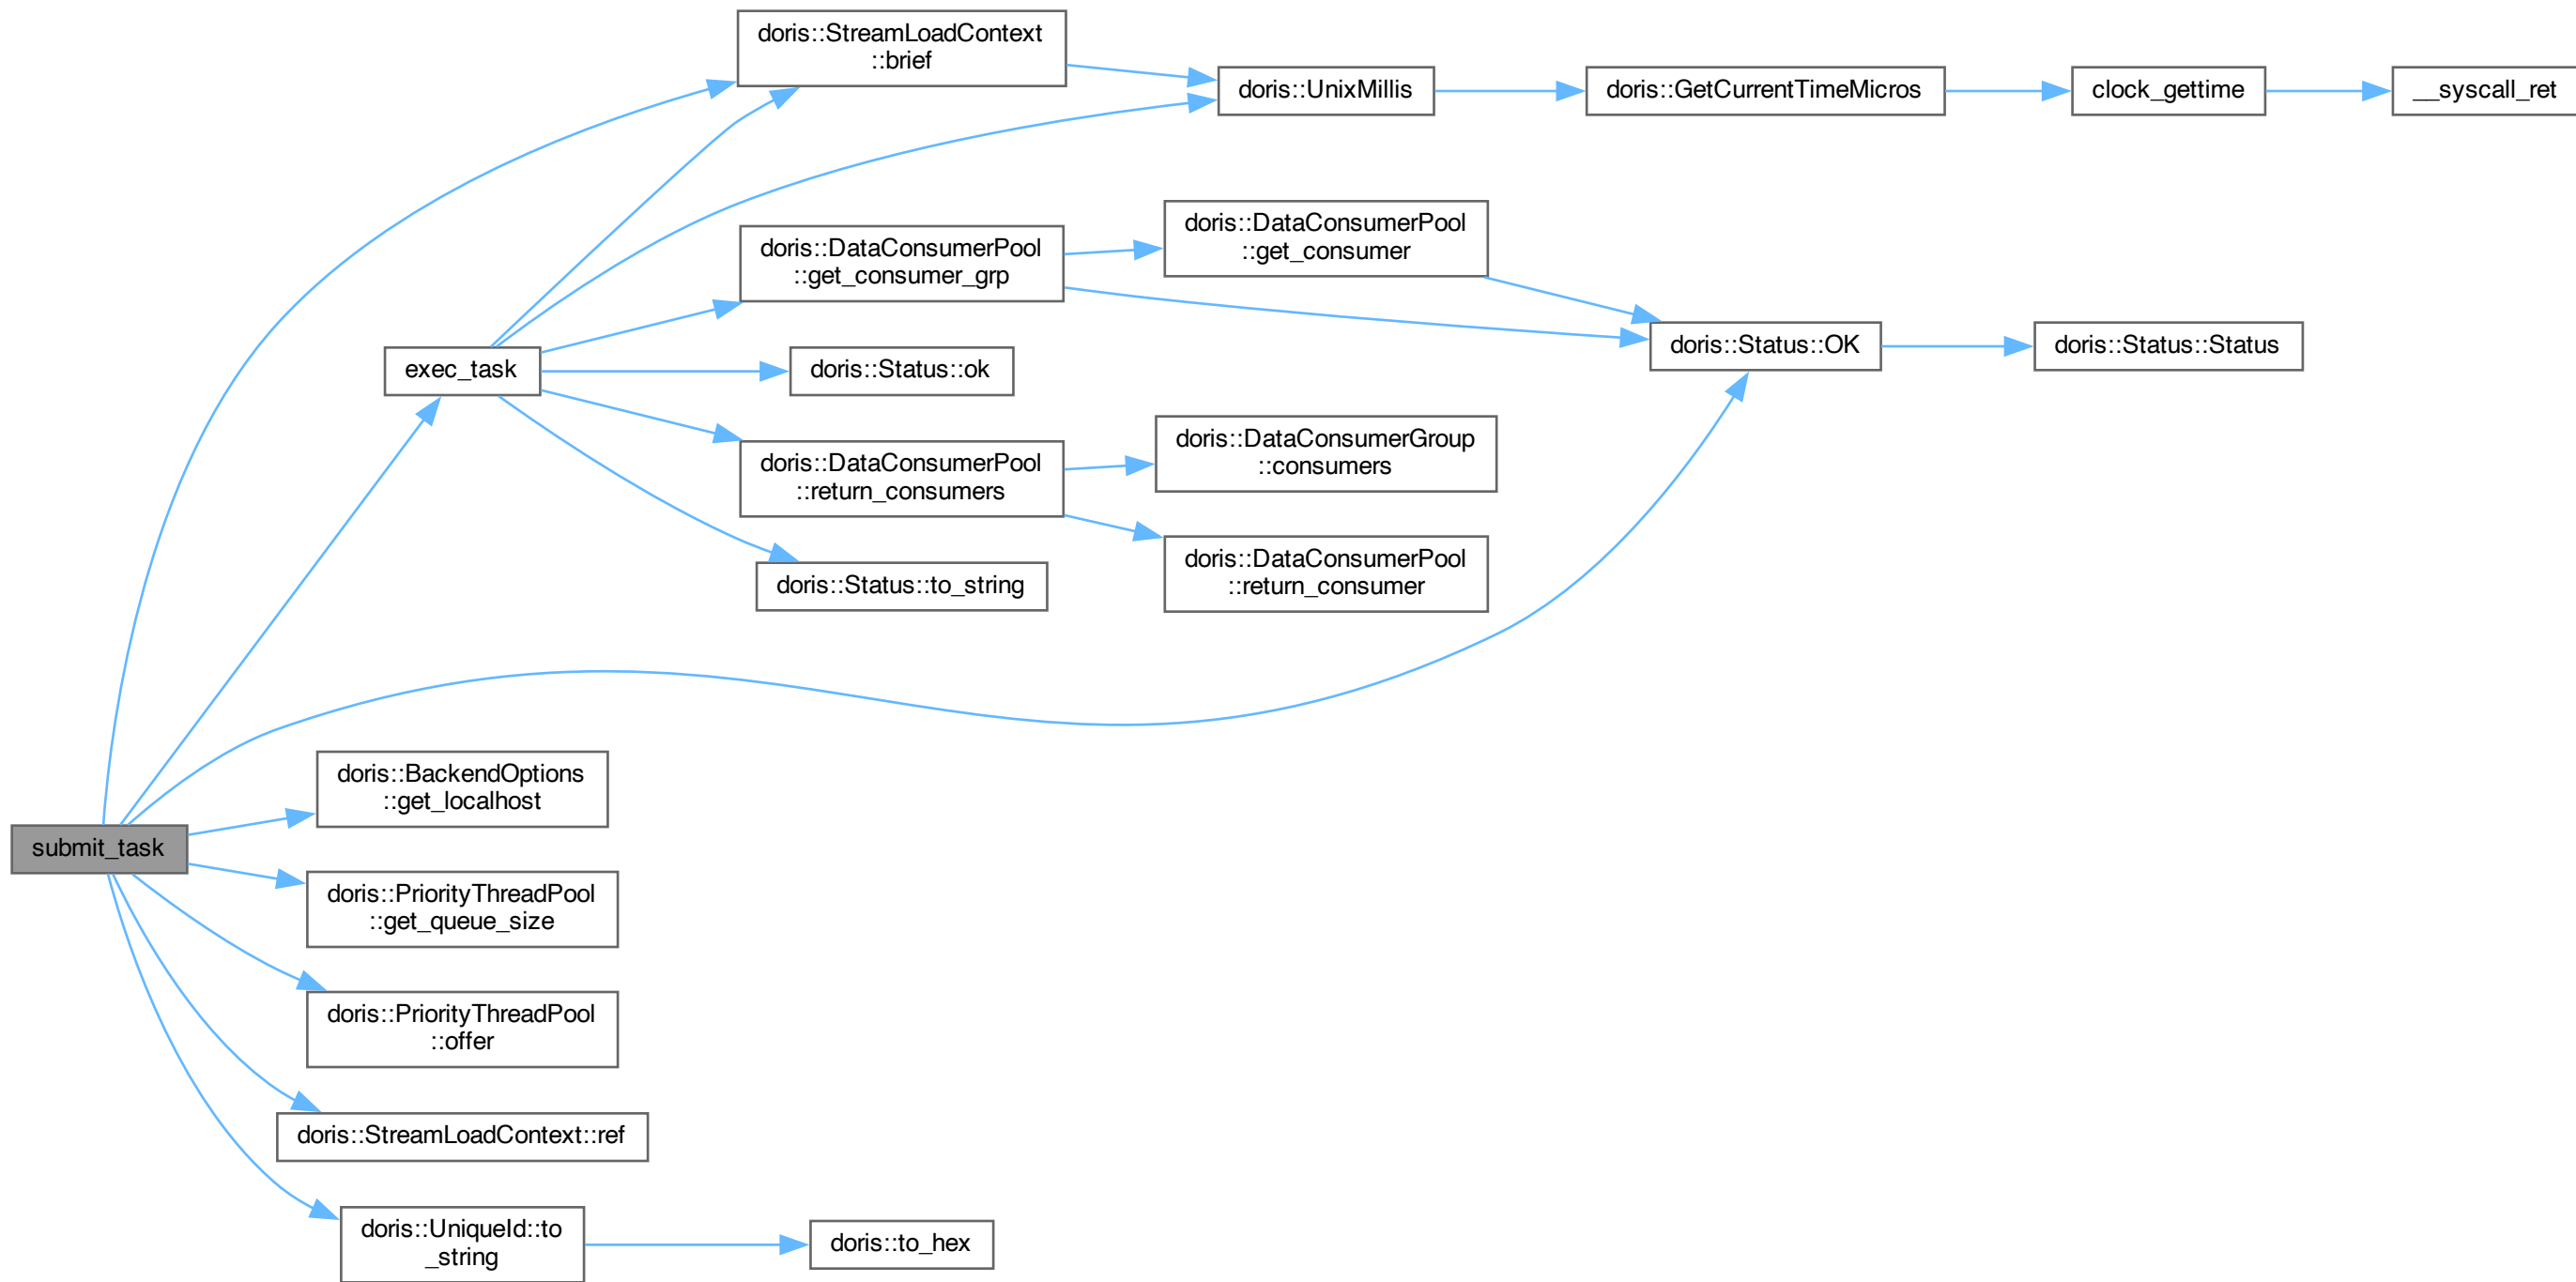 doris::StreamLoadContext
::brief
doris::UnixMillis
doris::GetCurrentTimeMicros
clock_gettime
__syscall_ret
doris::DataConsumerPool
::get_consumer
doris::DataConsumerPool
::get_consumer_grp
doris::Status::OK
doris::Status::Status
exec_task
doris::Status::ok
doris::DataConsumerGroup
::consumers
doris::DataConsumerPool
::return_consumers
doris::DataConsumerPool
::return_consumer
doris::Status::to_string
doris::BackendOptions
::get_localhost
submit_task
doris::PriorityThreadPool
::get_queue_size
doris::PriorityThreadPool
::offer
doris::StreamLoadContext::ref
doris::UniqueId::to
_string
doris::to_hex